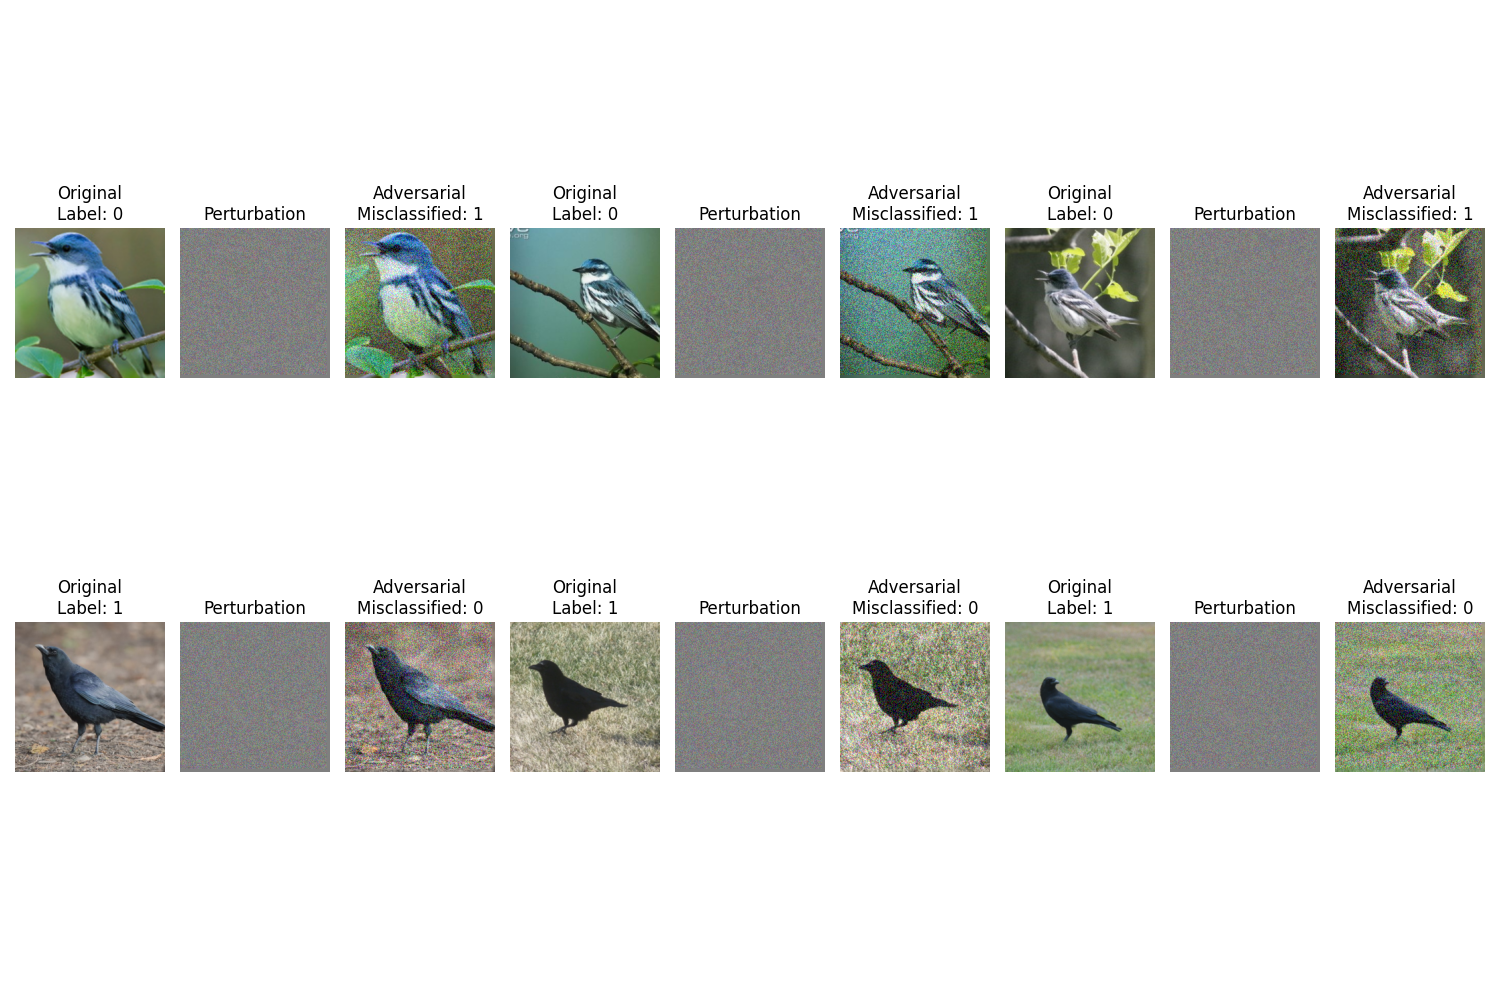 Original
Label: 0
Perturbation
Adversarial
Misclassified: 1
Original
Label: 0
Perturbation
Adversarial
Misclassified: 1
Original
Label: 0
Perturbation
Adversarial
Misclassified: 1
Original
Label: 1
Perturbation
Adversarial
Misclassified: 0
Original
Label: 1
Perturbation
Adversarial
Misclassified: 0
Original
Label: 1
Perturbation
Adversarial
Misclassified: 0